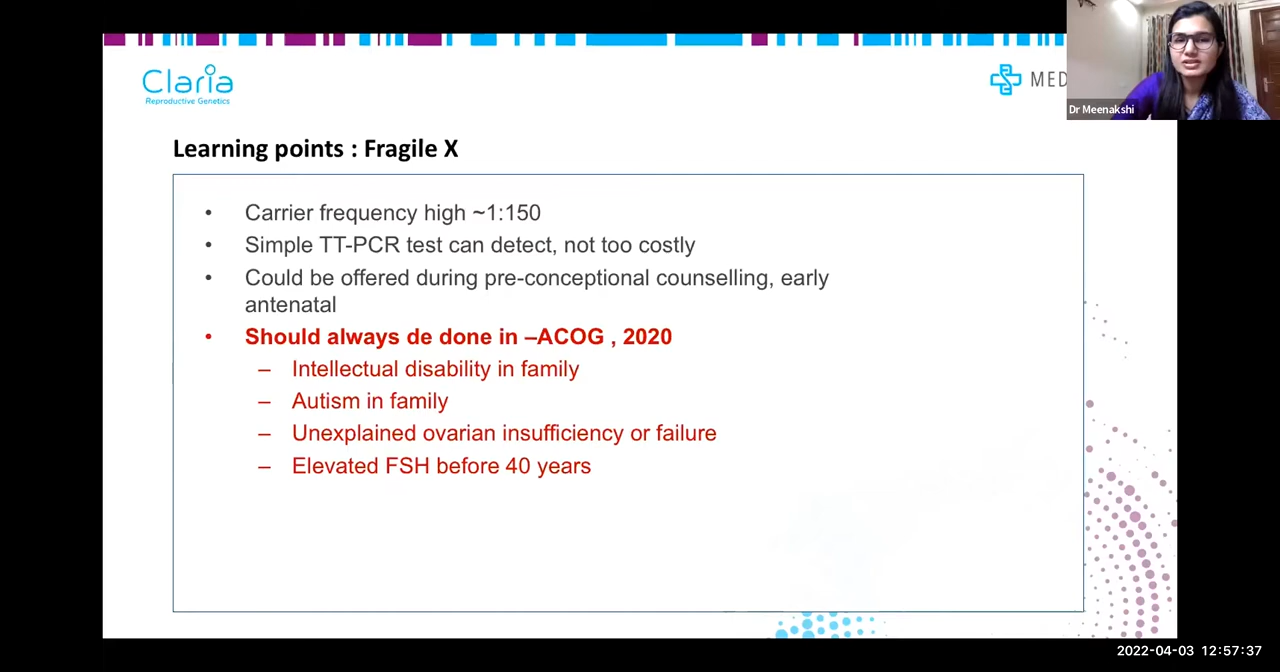 Claria
Reproductive Genetics
MED
Dr Meenakshi
Learning points : Fragile X
• Carrier frequency high ~1:150
• Simple TT-PCR test can detect, not too costly
• Could be offered during pre-conceptional counselling, early
antenatal
• Should always de done in –ACOG , 2020
– Intellectual disability in family
– Autism in family
– Unexplained ovarian insufficiency or failure
– Elevated FSH before 40 years
2022-04-03 12:57:37